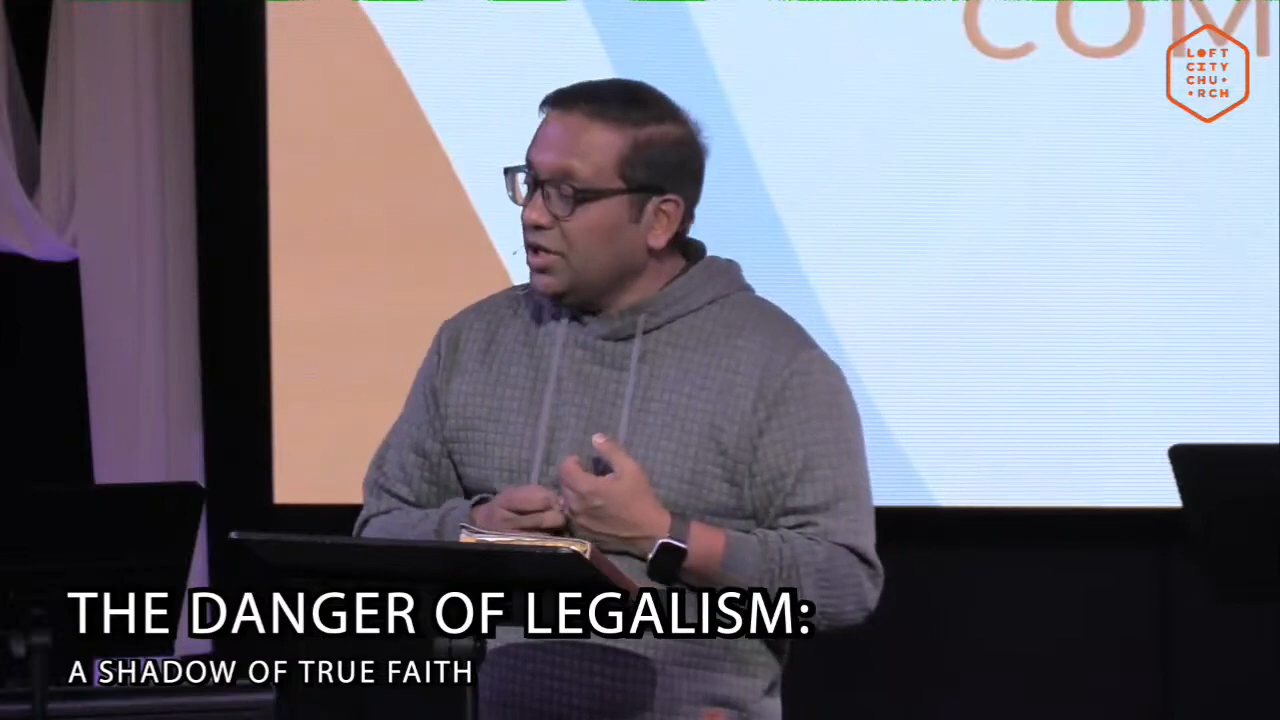 COM
LOFT
CITY
CHU•
•RCH
THE DANGER OF LEGALISM:
A SHADOW OF TRUE FAITH